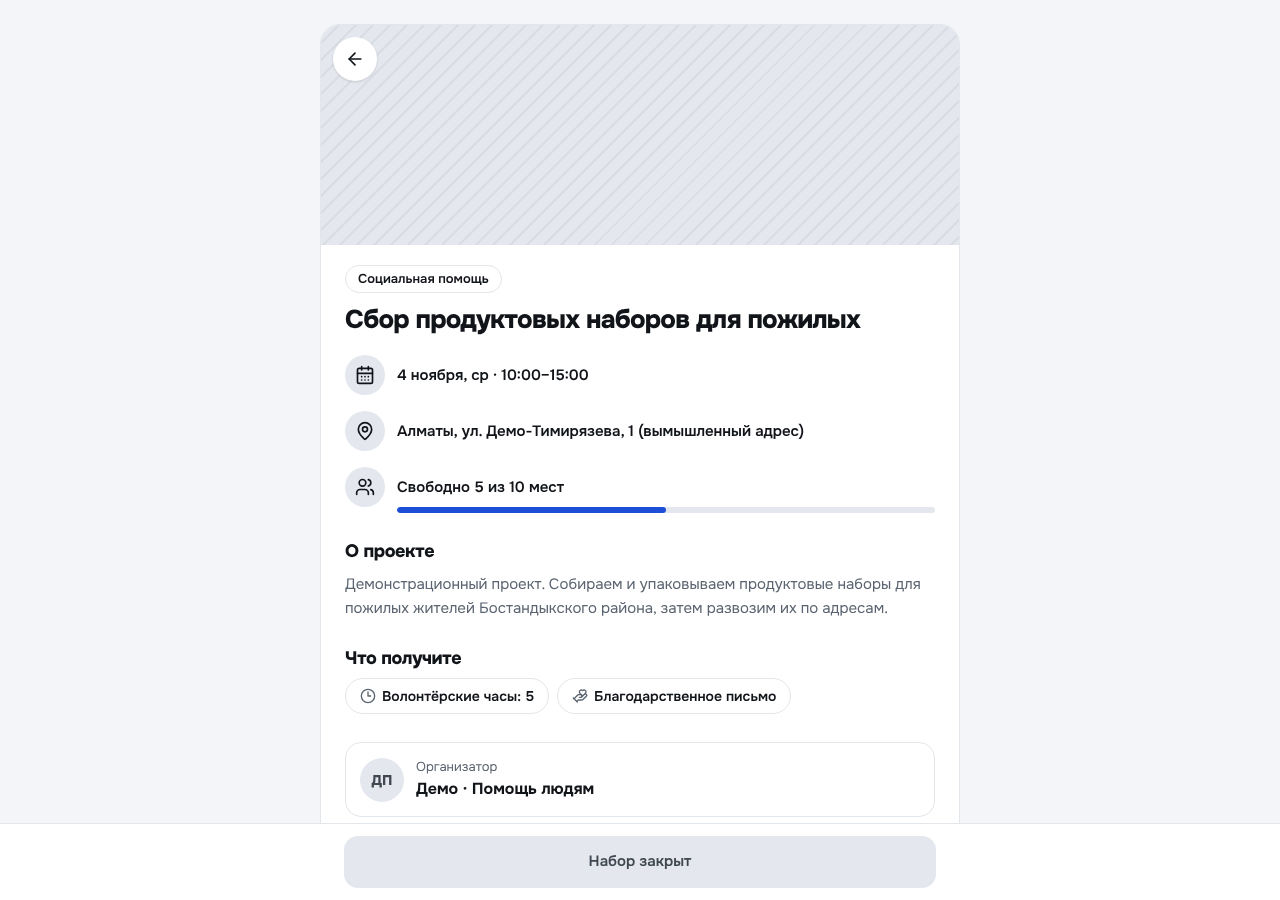 Социальная помощь
Сбор продуктовых наборов для пожилых
4 ноября, ср · 10:00–15:00
Алматы, ул. Демо-Тимирязева, 1 (вымышленный адрес)
Свободно 5 из 10 мест
О проекте
Демонстрационный проект. Собираем и упаковываем продуктовые наборы для
пожилых жителей Бостандыкского района, затем развозим их по адресам.
Что получите
Волонтёрские часы: 5
Благодарственное письмо
ДП
Организатор
Демо · Помощь людям
Набор закрыт